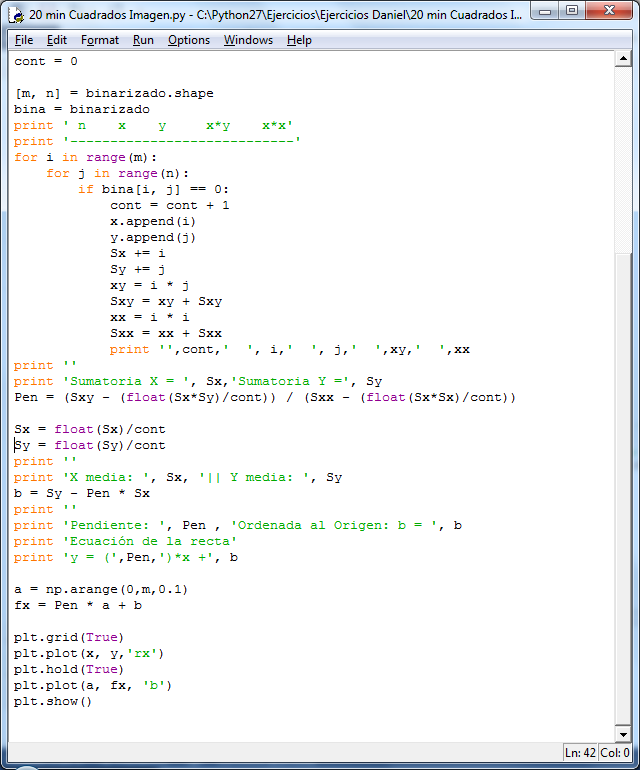 20 min Cuadrados Imagen.py - C:\Python27\Ejercicios\Ejercicios Daniel\20 min Cuadrados I...
File Edit Format Run Options Windows Help
cont = 0

[m, n] = binarizado.shape
bina = binarizado
print ' n    x    y     x*y    x*x'
print '----------------------------'
for i in range(m):
    for j in range(n):
        if bina[i, j] == 0:
            cont = cont + 1
            x.append(i)
            y.append(j)
            Sx += i
            Sy += j
            xy = i * j
            Sxy = xy + Sxy
            xx = i * i
            Sxx = xx + Sxx
            print '',cont,'  ', i,'  ', j,'  ',xy,'  ',xx
print ''
print 'Sumatoria X = ', Sx,'Sumatoria Y =', Sy
Pen = (Sxy - (float(Sx*Sy)/cont)) / (Sxx - (float(Sx*Sx)/cont))

Sx = float(Sx)/cont
Sy = float(Sy)/cont
print ''
print 'X media: ', Sx, '|| Y media: ', Sy
b = Sy - Pen * Sx
print ''
print 'Pendiente: ', Pen , 'Ordenada al Origen: b = ', b
print 'Ecuación de la recta'
print 'y = (',Pen,')*x +', b

a = np.arange(0,m,0.1)
fx = Pen * a + b

plt.grid(True)
plt.plot(x, y,'rx')
plt.hold(True)
plt.plot(a, fx, 'b')
plt.show()
Ln: 42 Col: 0